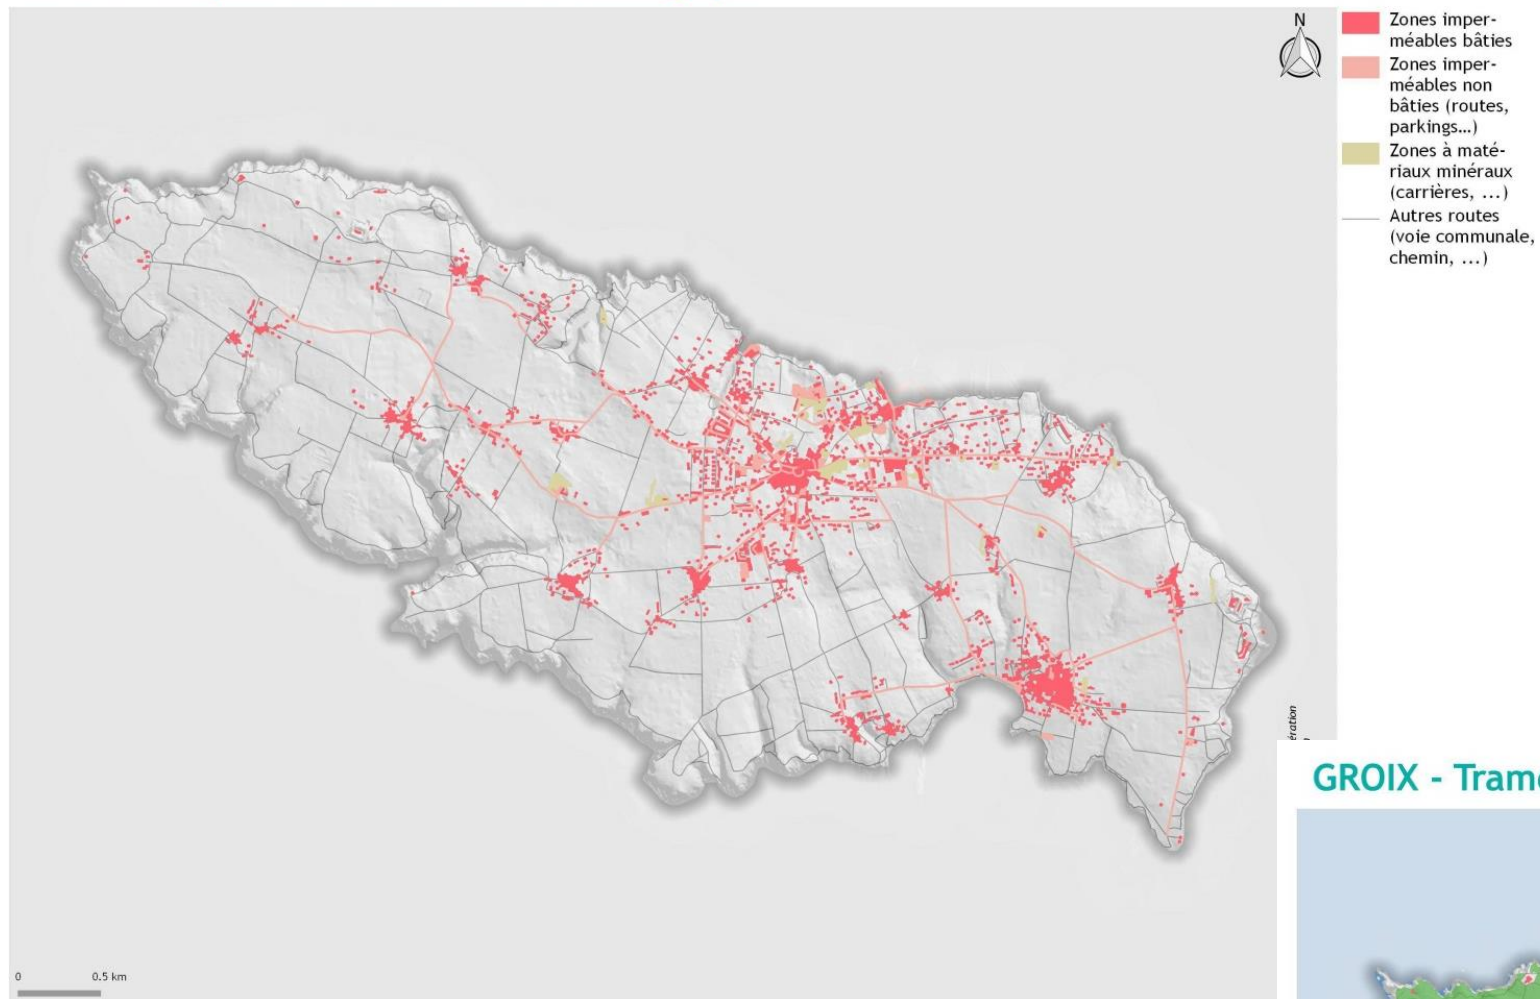 N
Zones imper-
méables bâties
Zones imper-
méables non
bâties (routes,
parkings...)
Zones à maté-
riaux minéraux
(carrières, ...)
Autres routes
(voie communale,
chemin, ...)
ération
GROIX - Trame
0 0.5 km